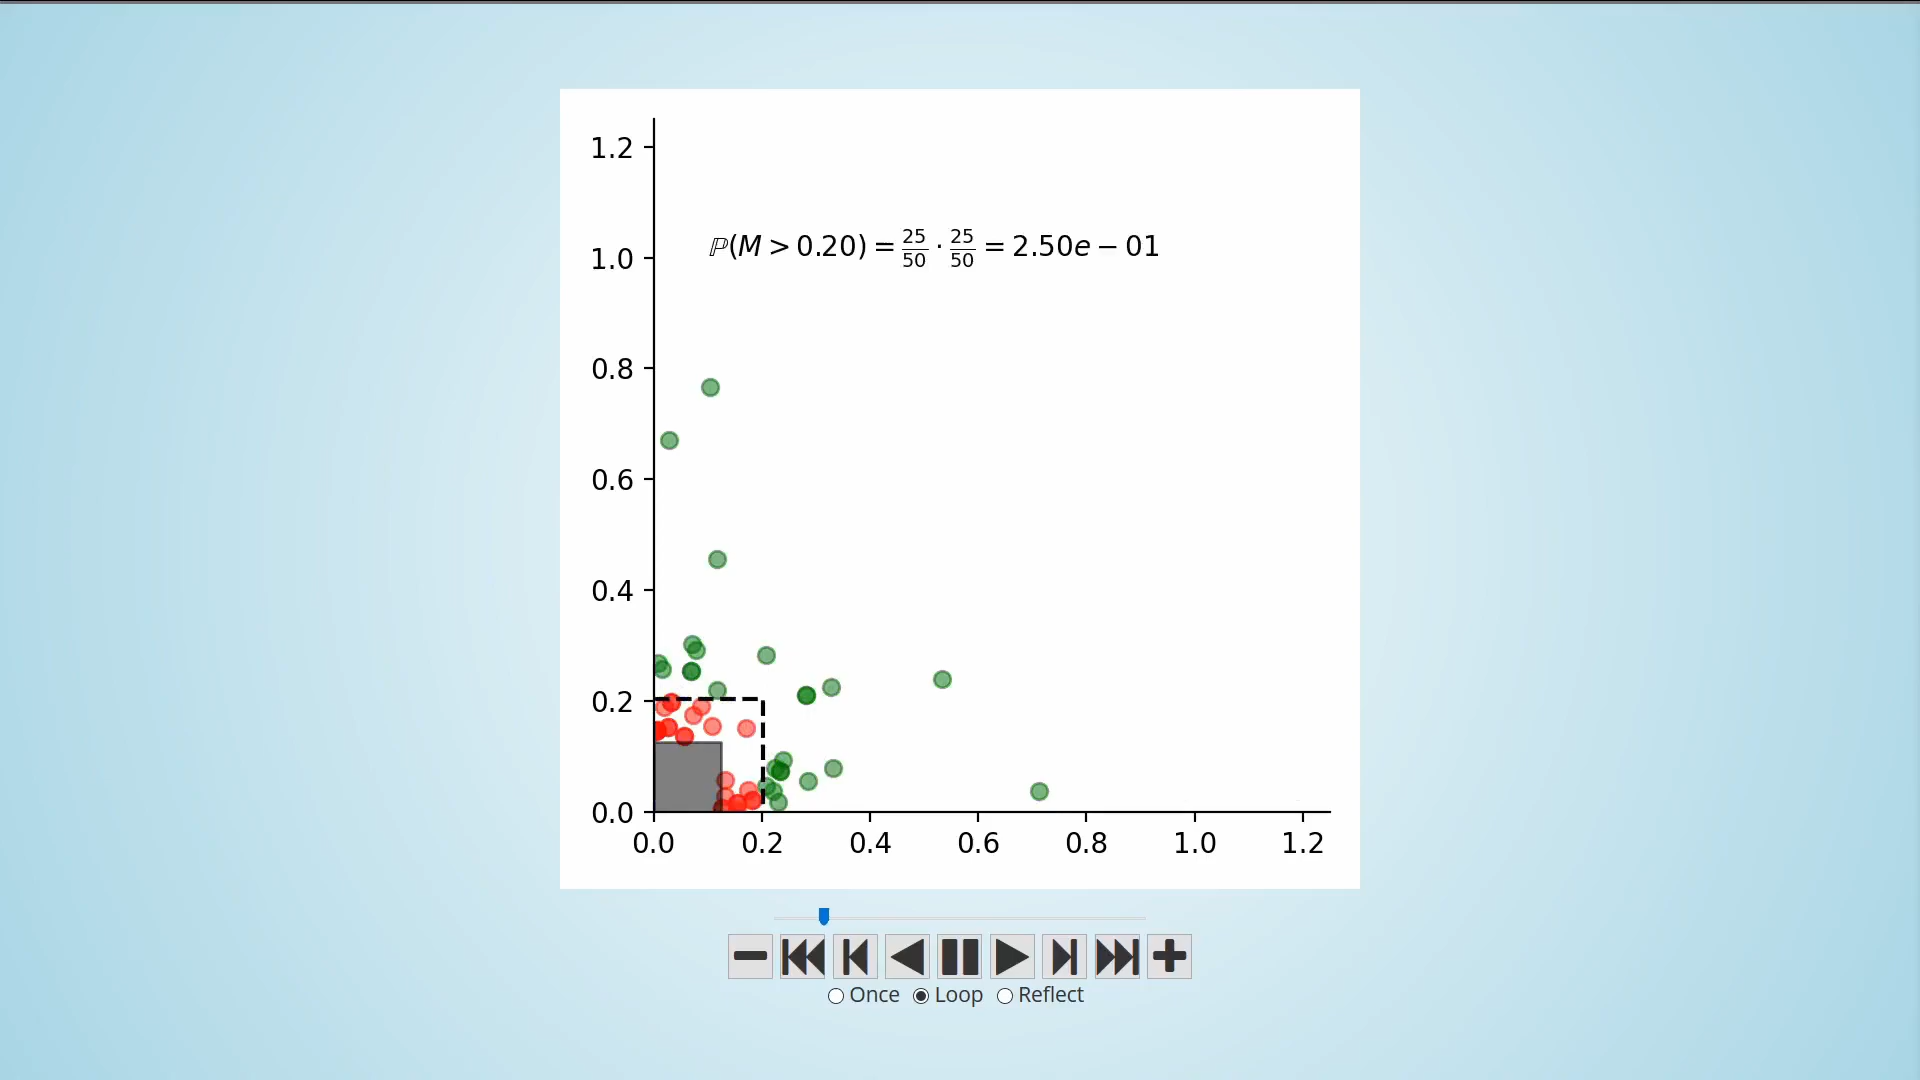 1.2
ℙ(M > 0.20) = 25/50 · 25/50 = 2.50e − 01
1.0
0.8
0.6
0.4
0.2
0.0
0.0 0.2 0.4 0.6 0.8 1.0 1.2
Once Loop Reflect